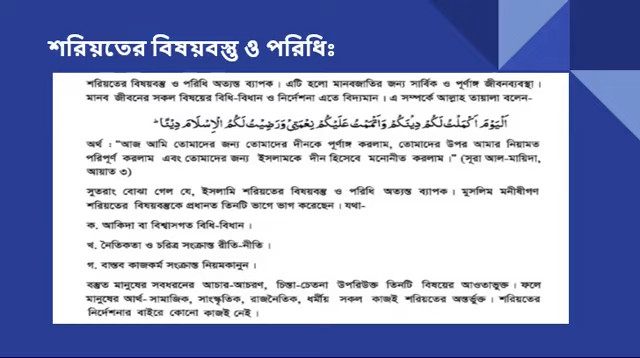 শরিয়তের বিষয়বস্তু ও পরিধিঃ
শরিয়তের বিষয়বস্তু ও পরিধি অত্যন্ত ব্যাপক। এটি হলো মানবজাতির জন্য সার্বিক ও পূর্ণাঙ্গ জীবনব্যবস্থা।
মানব জীবনের সকল বিষয়ের বিধি-বিধান ও নির্দেশনা এতে বিদ্যমান। এ সম্পর্কে আল্লাহ তায়ালা বলেন-
اَلْيَوْمَ اَكْمَلْتُ لَكُمْ دِيْنَكُمْ وَاَتْمَمْتُ عَلَيْكُمْ نِعْمَتِيْ وَرَضِيْتُ لَكُمُ الْاِسْلَامَ دِيْنًا ط
অর্থ : “আজ আমি তোমাদের জন্য তোমাদের দীনকে পূর্ণাঙ্গ করলাম, তোমাদের উপর আমার নিয়ামত
পরিপূর্ণ করলাম এবং তোমাদের জন্য ইসলামকে দীন হিসেবে মনোনীত করলাম।” (সূরা আল-মায়িদা,
আয়াত ৩)
সুতরাং বোঝা গেল যে, ইসলামি শরিয়তের বিষয়বস্তু ও পরিধি অত্যন্ত ব্যাপক। মুসলিম মনীষীগণ
শরিয়তের বিষয়বস্তুকে প্রধানত তিনটি ভাগে ভাগ করেছেন। যথা-
ক. আকিদা বা বিশ্বাসগত বিধি-বিধান।
খ. নৈতিকতা ও চরিত্র সংক্রান্ত রীতি-নীতি।
গ. বাস্তব কাজকর্ম সংক্রান্ত নিয়মকানুন।
বস্তুত মানুষের সবধরনের আচার-আচরণ, চিন্তা-চেতনা উপরিউক্ত তিনটি বিষয়ের আওতাভুক্ত। ফলে
মানুষের আর্থ-সামাজিক, সাংস্কৃতিক, রাজনৈতিক, ধর্মীয় সকল কাজই শরিয়তের অন্তর্ভুক্ত। শরিয়তের
নির্দেশনার বাইরে কোনো কাজই নেই।